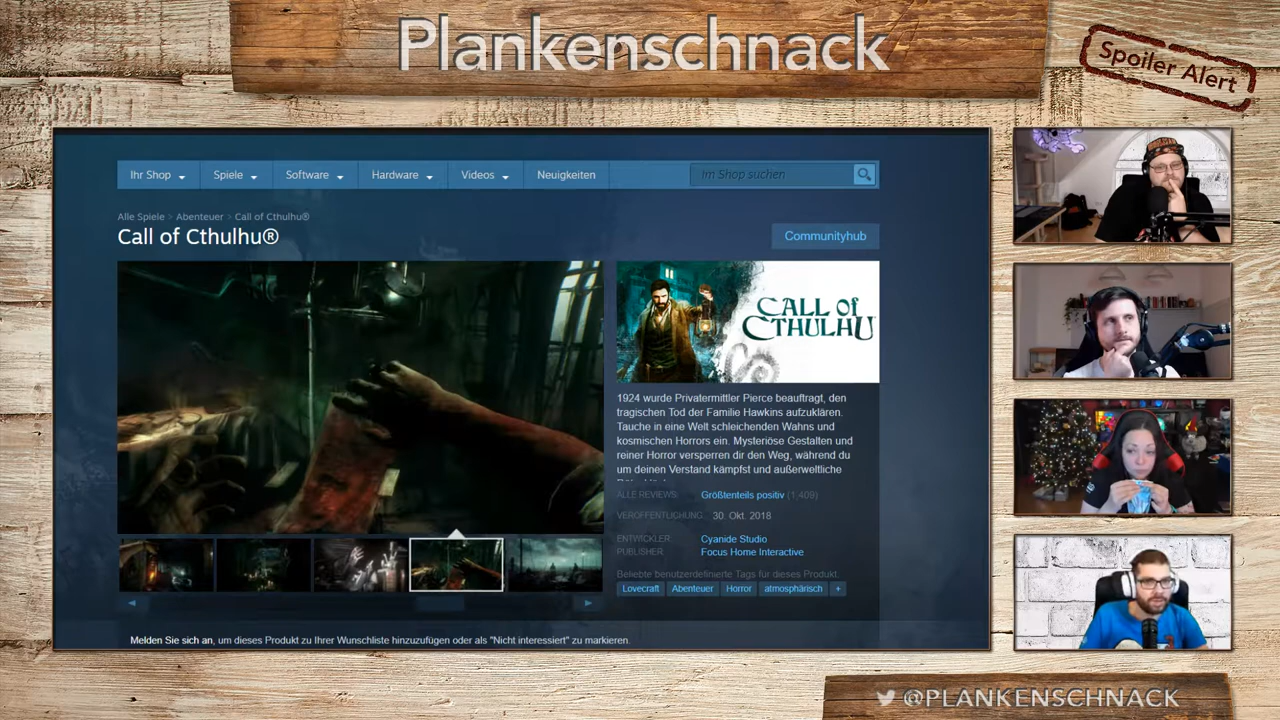 Plankenschnack
Spoiler Alert
Ihr Shop
Spiele
Software
Hardware
Videos
Neuigkeiten
Im Shop suchen
Alle Spiele > Abenteuer > Call of Cthulhu®
Call of Cthulhu®
Communityhub
CALL of
CTHULHU
1924 wurde Privatermittler Pierce beauftragt, den
tragischen Tod der Familie Hawkins aufzuklären.
Tauche in eine Welt schleichenden Wahns und
kosmischen Horrors ein. Mysteriöse Gestalten und
reiner Horror versperren dir den Weg, während du
um deinen Verstand kämpfst und außerweltliche
ALLE REVIEWS: Größtenteils positiv (1,409)
VERÖFFENTLICHUNG: 30. Okt. 2018
ENTWICKLER: Cyanide Studio
PUBLISHER: Focus Home Interactive
Beliebte benutzerdefinierte Tags für dieses Produkt:
Lovecraft Abenteuer Horror atmosphärisch +
Melden Sie sich an, um dieses Produkt zu Ihrer Wunschliste hinzuzufügen oder als "Nicht interessiert" zu markieren.
@PLANKENSCHNACK